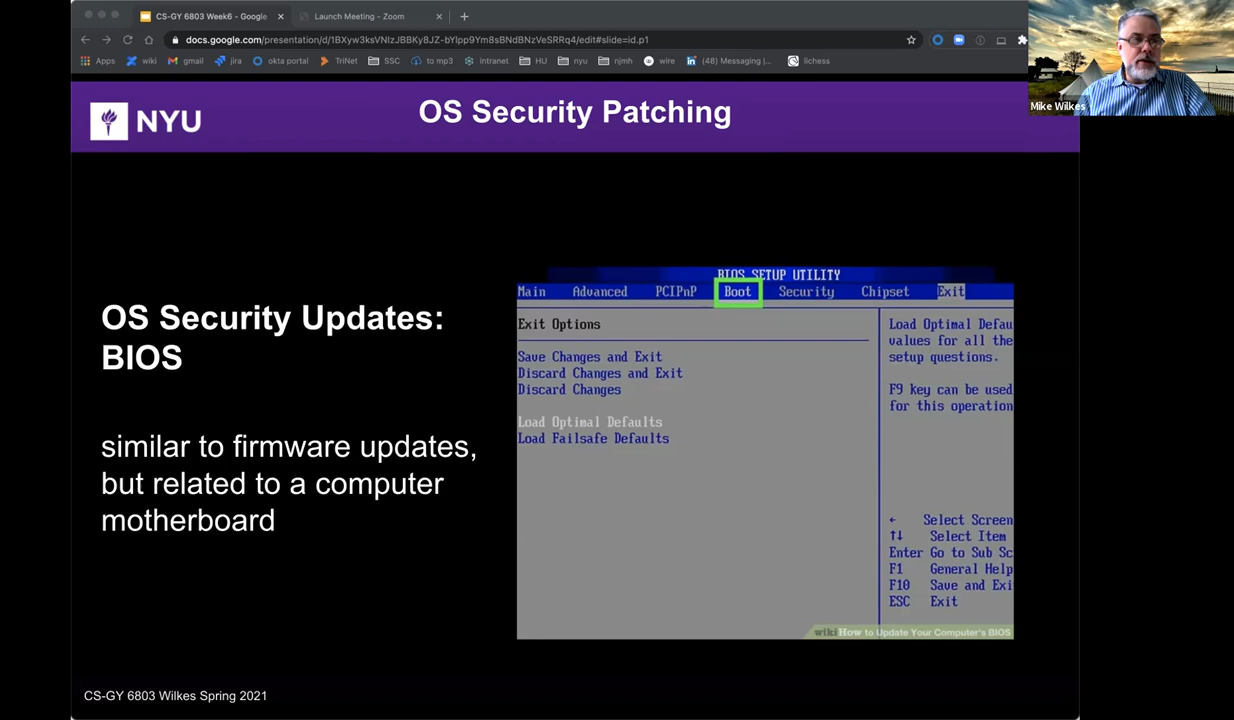 CS-GY 6803 Week6 - Google
Launch Meeting - Zoom
docs.google.com/presentation/d/1BXyw3ksVNIzJBBKy8JZ-bYlpp9Ym8sBNdBNzVeSRRq4/edit#slide=id.p1
Apps wiki gmail jira okta portal TriNet SSC to mp3 Intranet HU nyu njmh wire (48) Messaging |... lichess
Mike Wilkes
NYU
OS Security Patching
OS Security Updates:
BIOS
similar to firmware updates,
but related to a computer
motherboard
BIOS SETUP UTILITY
Main Advanced PCIPnP Boot Security Chipset Exit
Exit Options
Save Changes and Exit
Discard Changes and Exit
Discard Changes
Load Optimal Defaults
Load Failsafe Defaults
Load Optimal Defau
values for all the
setup questions.
F9 key can be used
for this operation
← Select Screen
↑↓ Select Item
Enter Go to Sub Sc
F1 General Help
F10 Save and Exi
ESC Exit
wikiHow to Update Your Computer's BIOS
CS-GY 6803 Wilkes Spring 2021